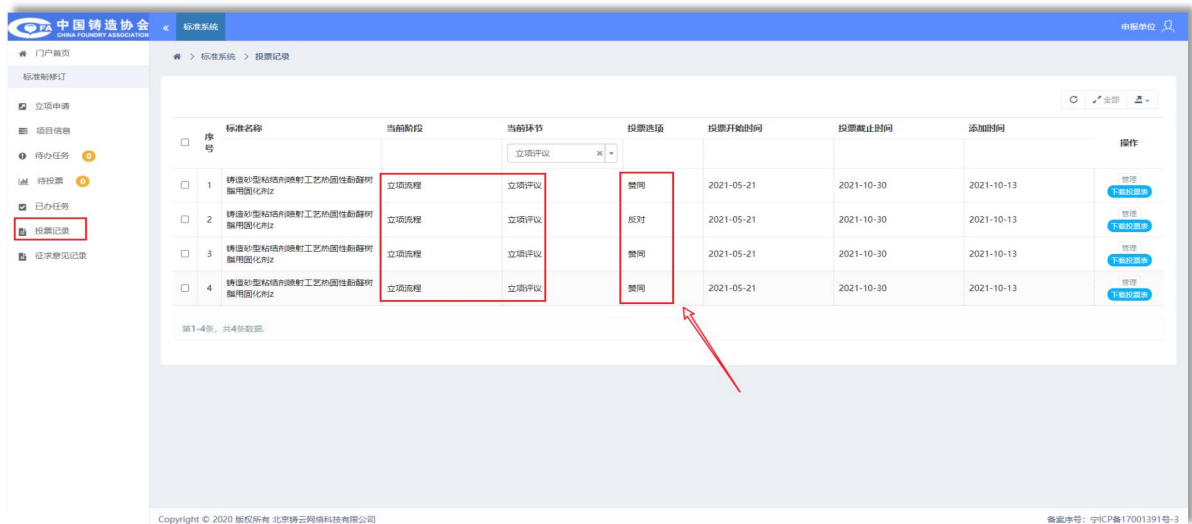 中国铸造协会
CHINA FOUNDRY ASSOCIATION
« 标准系统
申报单位
门户首页
> 标准系统 > 投票记录
标准制修订
立项申请
项目信息
待办任务 0
待投票 0
已办任务
投票记录
征求意见记录
全部
序号 标准名称 当前阶段 当前环节 投票选项 投票开始时间 投票截止时间 添加时间 操作
立项评议 ×
1 铸造砂型粘结剂喷射工艺热固性酚醛树脂用固化剂z 立项流程 立项评议 赞同 2021-05-21 2021-10-30 2021-10-13 管理 下载投票表
2 铸造砂型粘结剂喷射工艺热固性酚醛树脂用固化剂z 立项流程 立项评议 反对 2021-05-21 2021-10-30 2021-10-13 管理 下载投票表
3 铸造砂型粘结剂喷射工艺热固性酚醛树脂用固化剂z 立项流程 立项评议 赞同 2021-05-21 2021-10-30 2021-10-13 管理 下载投票表
4 铸造砂型粘结剂喷射工艺热固性酚醛树脂用固化剂z 立项流程 立项评议 赞同 2021-05-21 2021-10-30 2021-10-13 管理 下载投票表
第1-4条，共4条数据.
Copyright © 2020 版权所有 北京铸云网络科技有限公司
备案序号：宁ICP备17001391号-3